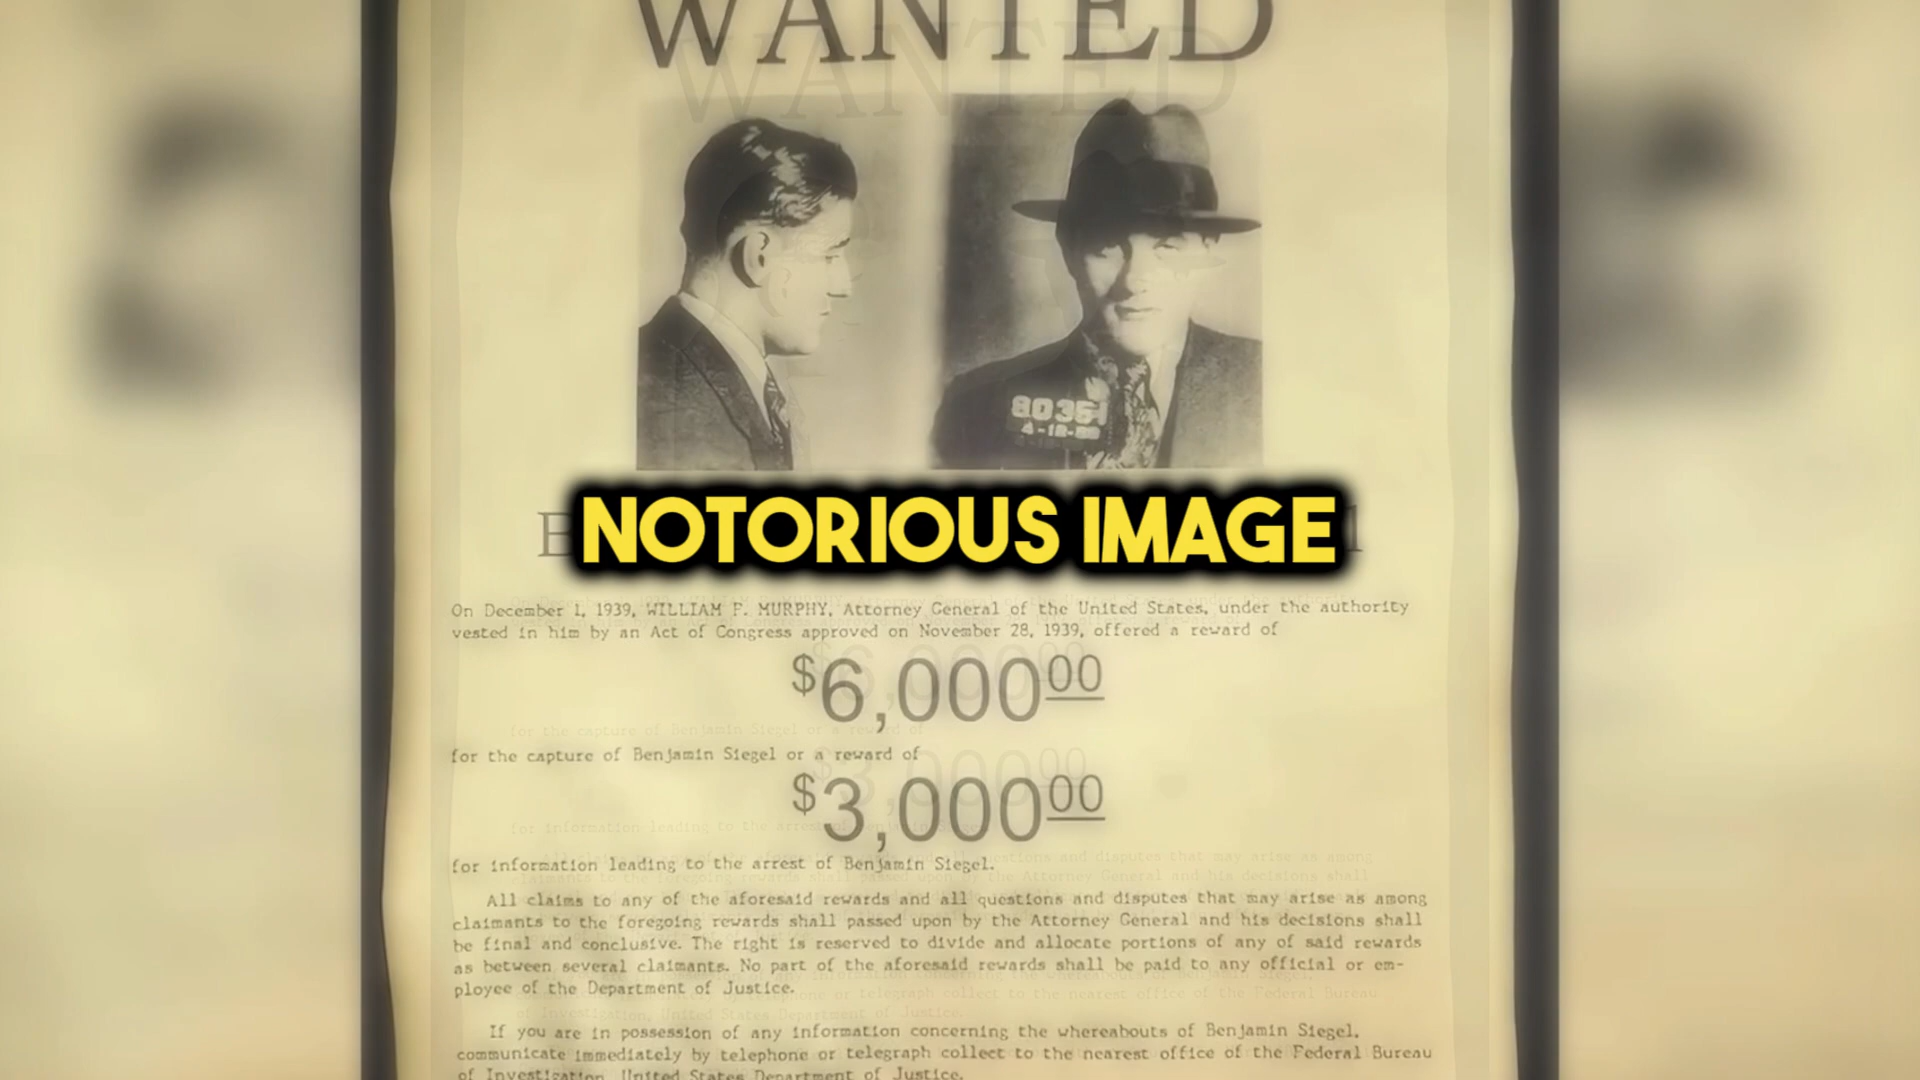 WANTED
80351
NOTORIOUS IMAGE
On December 1, 1939, WILLIAM F. MURPHY, Attorney General of the United States, under the authority
vested in him by an Act of Congress approved on November 28, 1939, offered a reward of
$6,00000
for the capture of Benjamin Siegel or a reward of
$3,00000
for information leading to the arrest of Benjamin Siegel.
All claims to any of the aforesaid rewards and all questions and disputes that may arise as among
claimants to the foregoing rewards shall passed upon by the Attorney General and his decisions shall
be final and conclusive. The right is reserved to divide and allocate portions of any of said rewards
as between several claimants. No part of the aforesaid rewards shall be paid to any official or em-
ployee of the Department of Justice.
If you are in possession of any information concerning the whereabouts of Benjamin Siegel,
communicate immediately by telephone or telegraph collect to the nearest office of the Federal Bureau
of Investigation, United States Department of Justice.